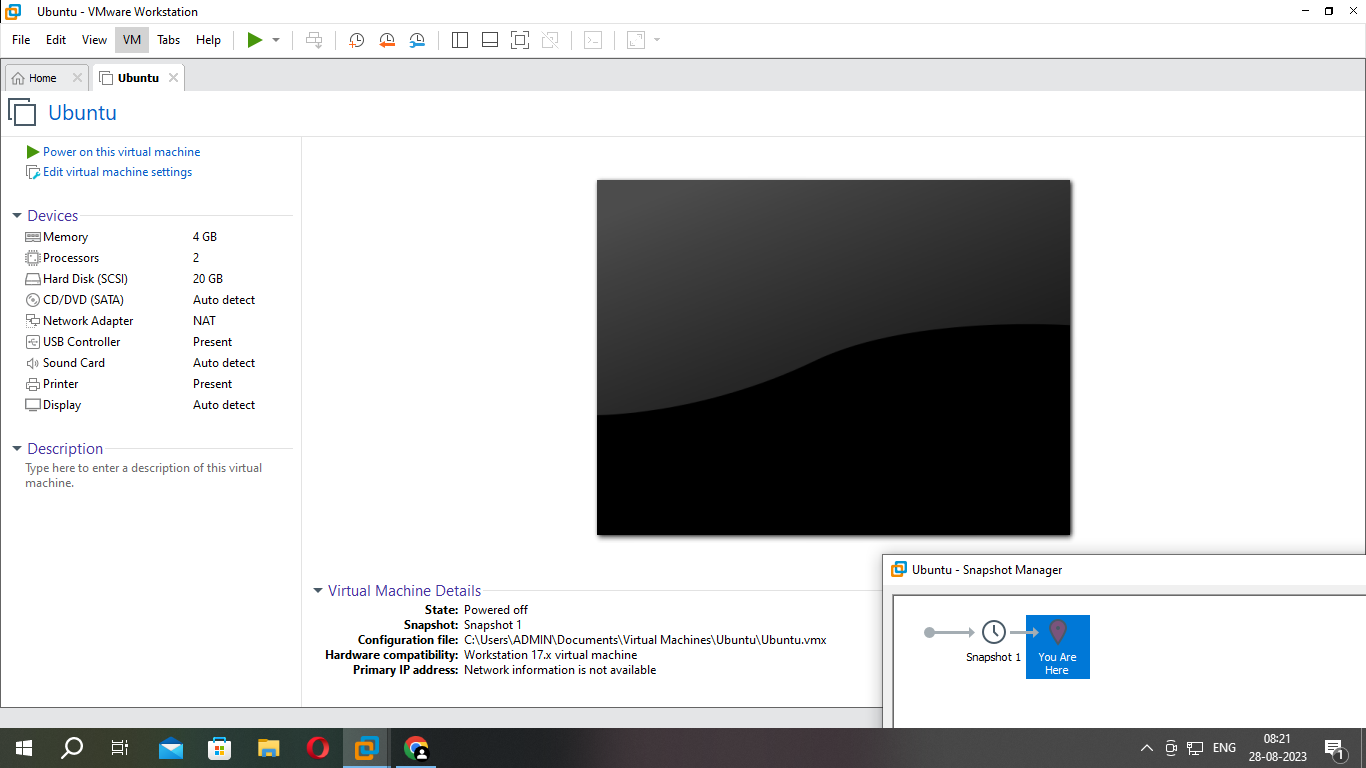 Ubuntu - VMware Workstation
File Edit View VM Tabs Help
Home Ubuntu
Ubuntu
Power on this virtual machine
Edit virtual machine settings
Devices
Memory 4 GB
Processors 2
Hard Disk (SCSI) 20 GB
CD/DVD (SATA) Auto detect
Network Adapter NAT
USB Controller Present
Sound Card Auto detect
Printer Present
Display Auto detect
Description
Type here to enter a description of this virtual
machine.
Virtual Machine Details
State: Powered off
Snapshot: Snapshot 1
Configuration file: C:\Users\ADMIN\Documents\Virtual Machines\Ubuntu\Ubuntu.vmx
Hardware compatibility: Workstation 17.x virtual machine
Primary IP address: Network information is not available
Ubuntu - Snapshot Manager
Snapshot 1
You Are
Here
ENG
08:21
28-08-2023
1